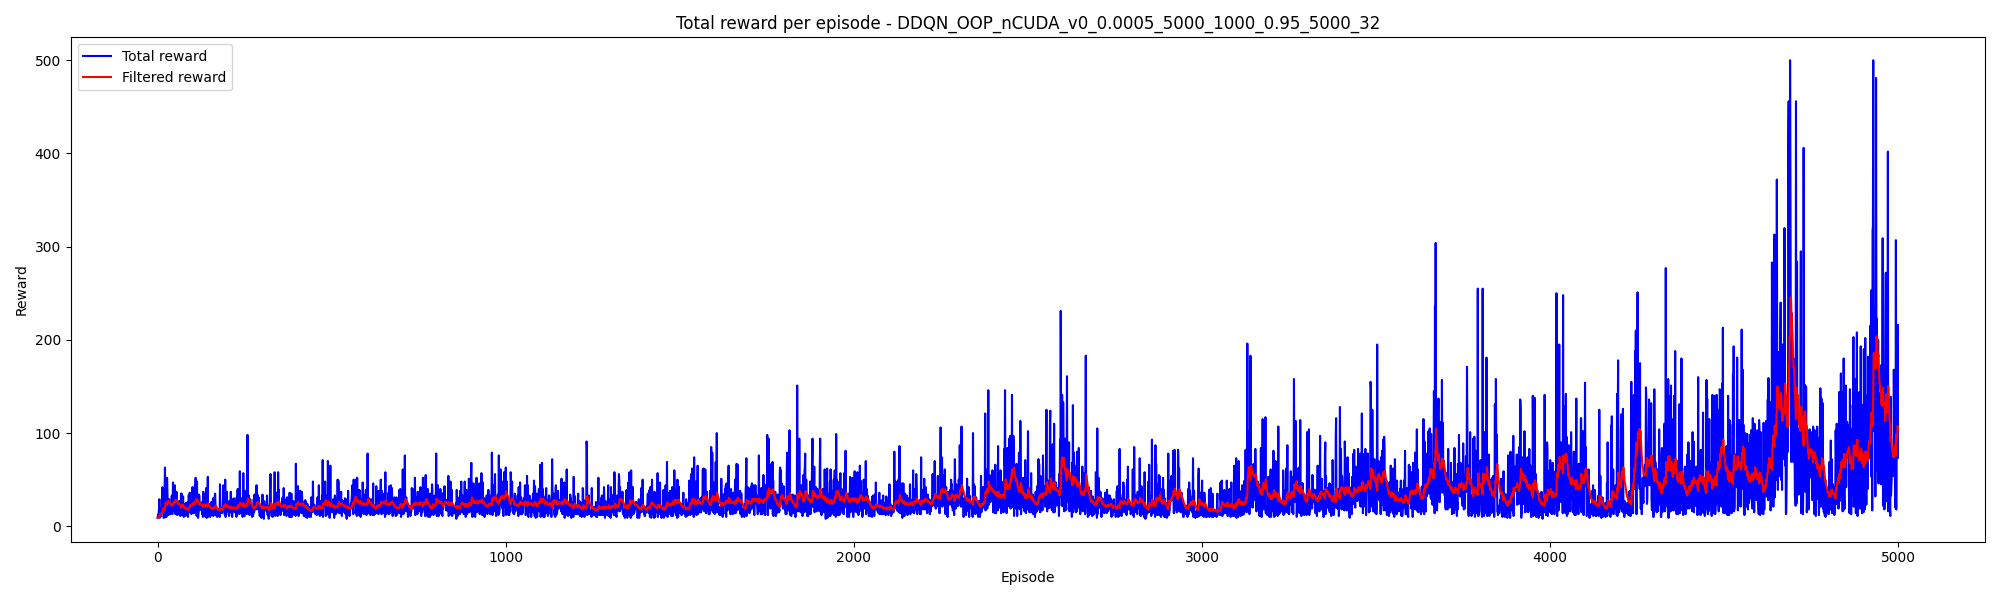 Total reward per episode - DDQN_OOP_nCUDA_v0_0.0005_5000_1000_0.95_5000_32
Total reward
Filtered reward
500
400
300
200
100
0
Reward
0 1000 2000 3000 4000 5000
Episode